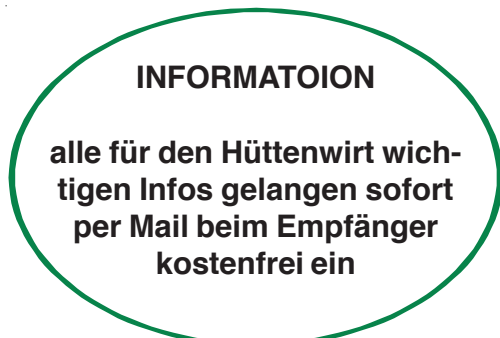 INFORMATOION
alle für den Hüttenwirt wich-
tigen Infos gelangen sofort
per Mail beim Empfänger
kostenfrei ein